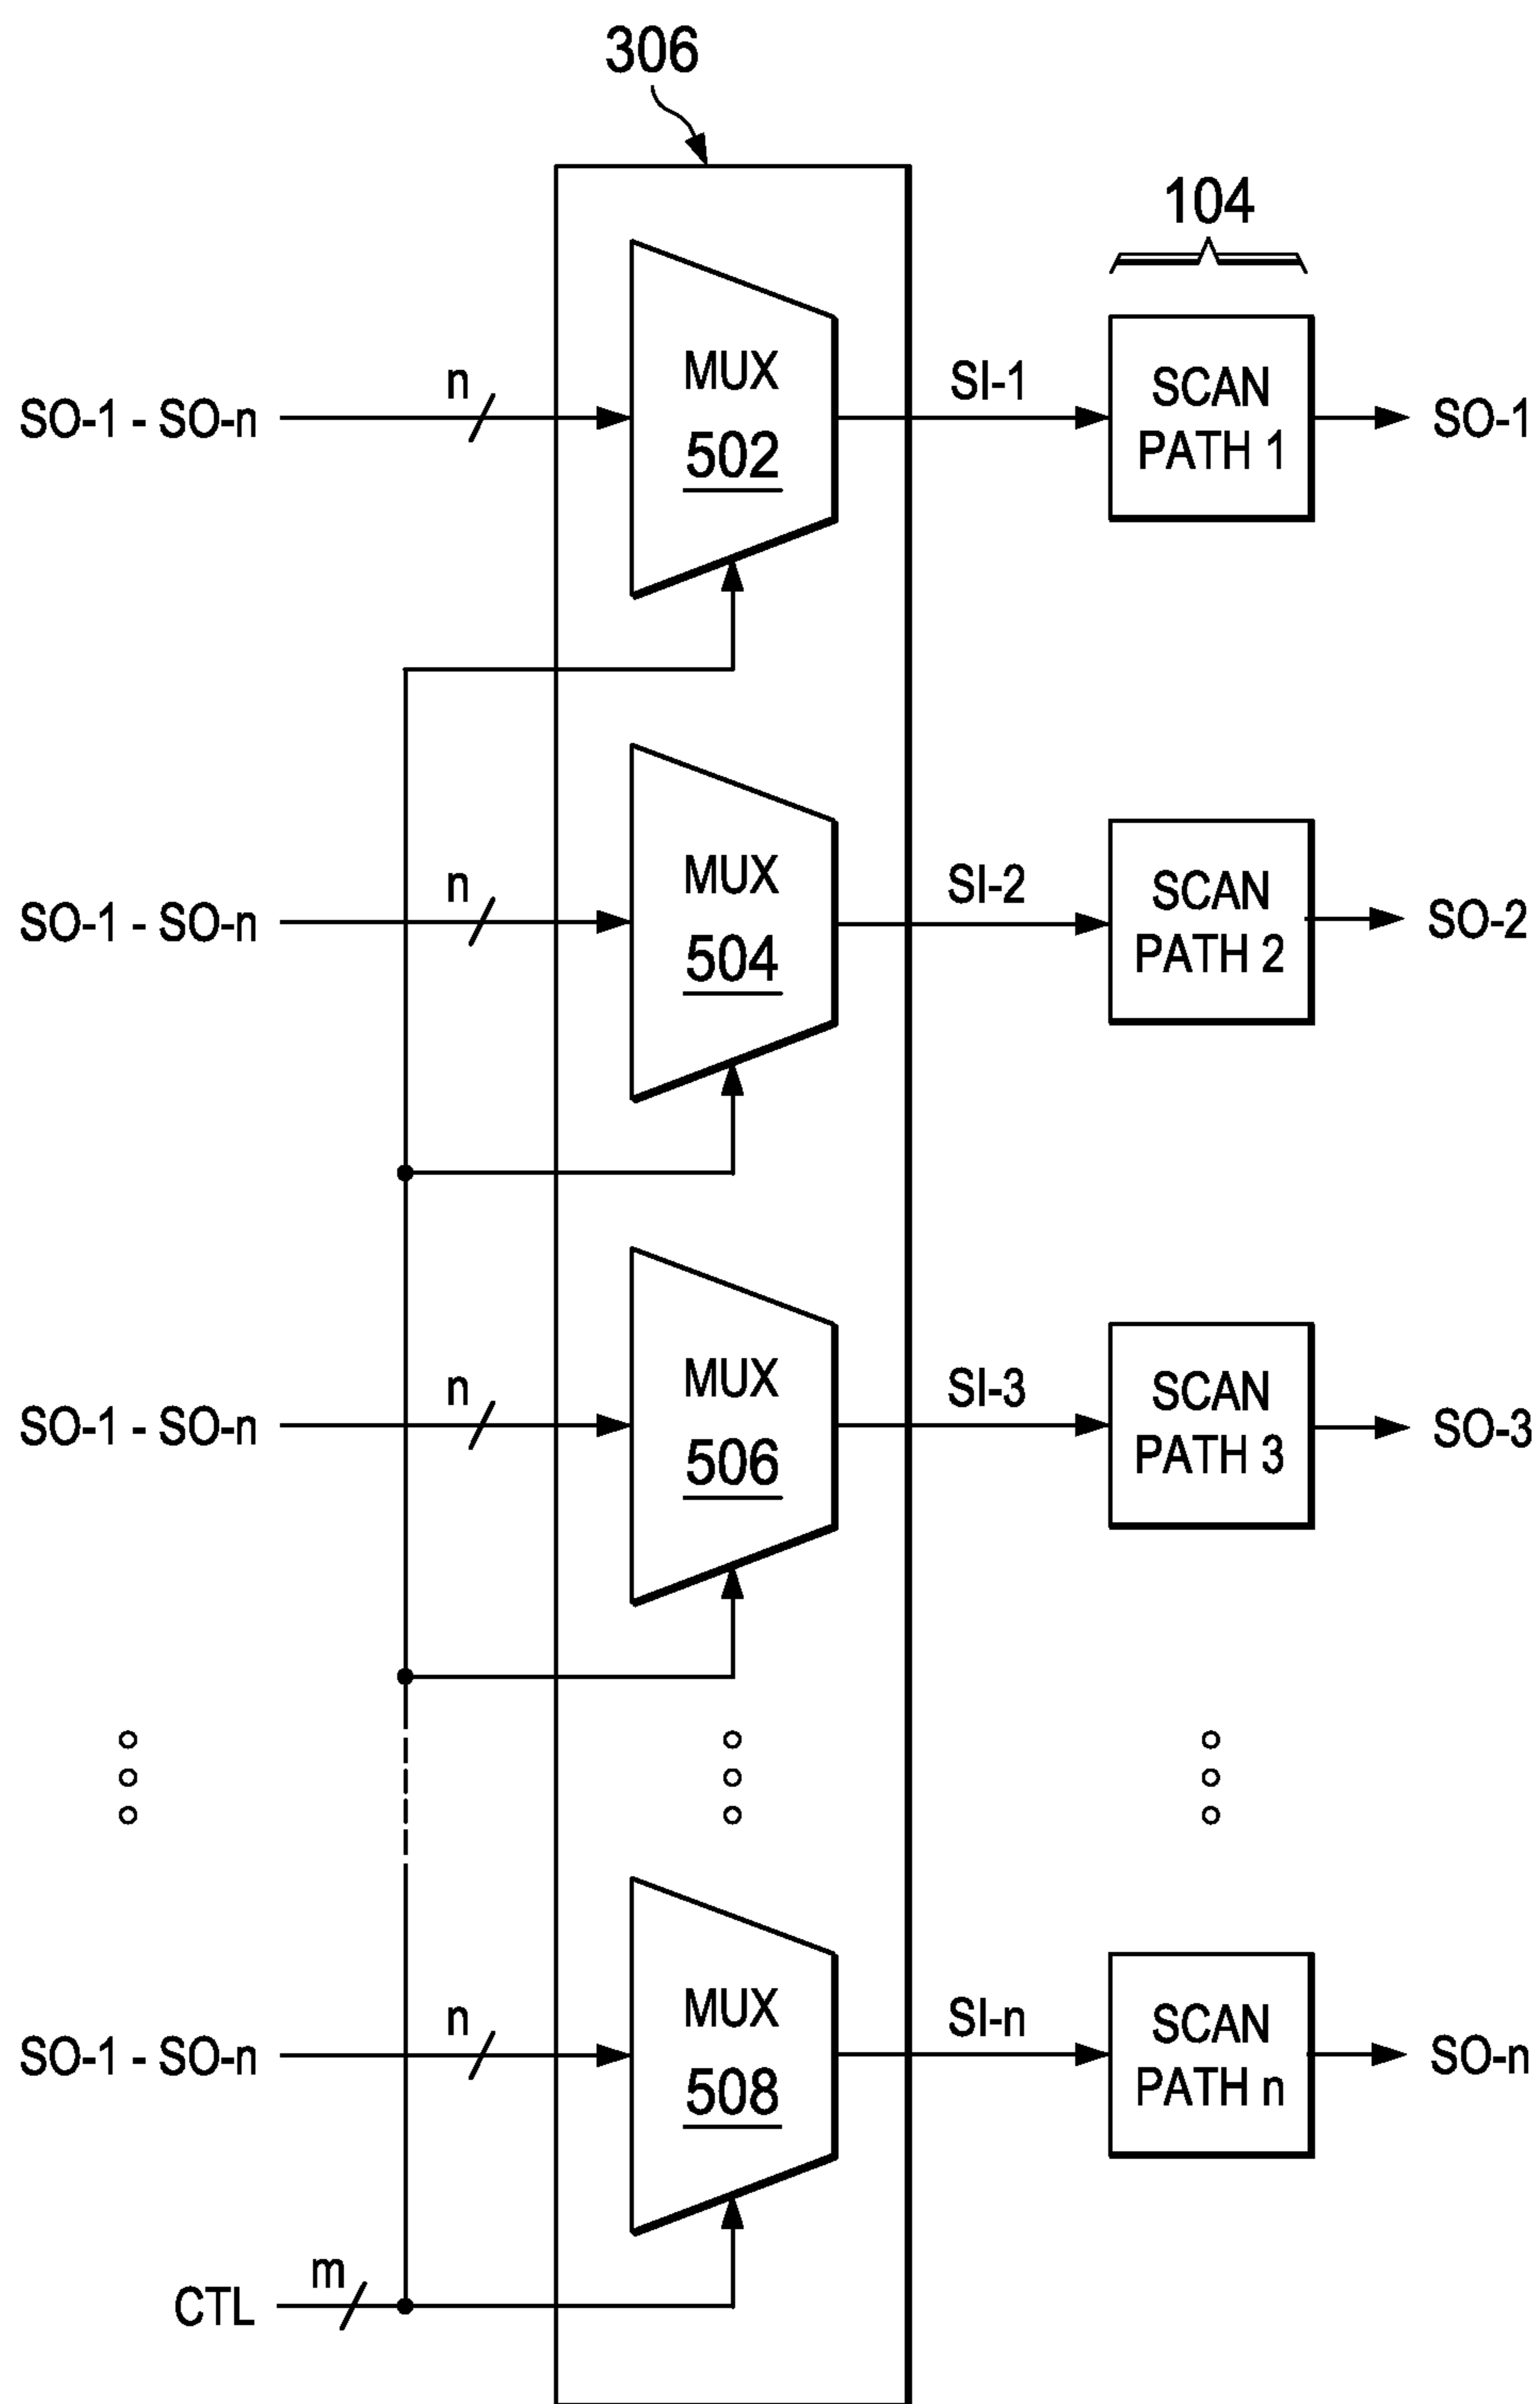 306
104
SO-1 - SO-n
n
MUX
502
SI-1
SCAN
PATH 1
SO-1
SO-1 - SO-n
n
MUX
504
SI-2
SCAN
PATH 2
SO-2
SO-1 - SO-n
n
MUX
506
SI-3
SCAN
PATH 3
SO-3
SO-1 - SO-n
n
MUX
508
SI-n
SCAN
PATH n
SO-n
CTL
m